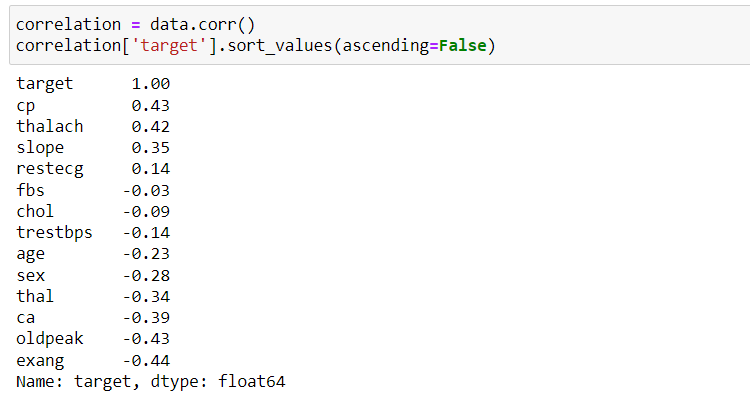 correlation = data.corr()
correlation['target'].sort_values(ascending=False)
target 1.00
cp 0.43
thalach 0.42
slope 0.35
restecg 0.14
fbs -0.03
chol -0.09
trestbps -0.14
age -0.23
sex -0.28
thal -0.34
ca -0.39
oldpeak -0.43
exang -0.44
Name: target, dtype: float64